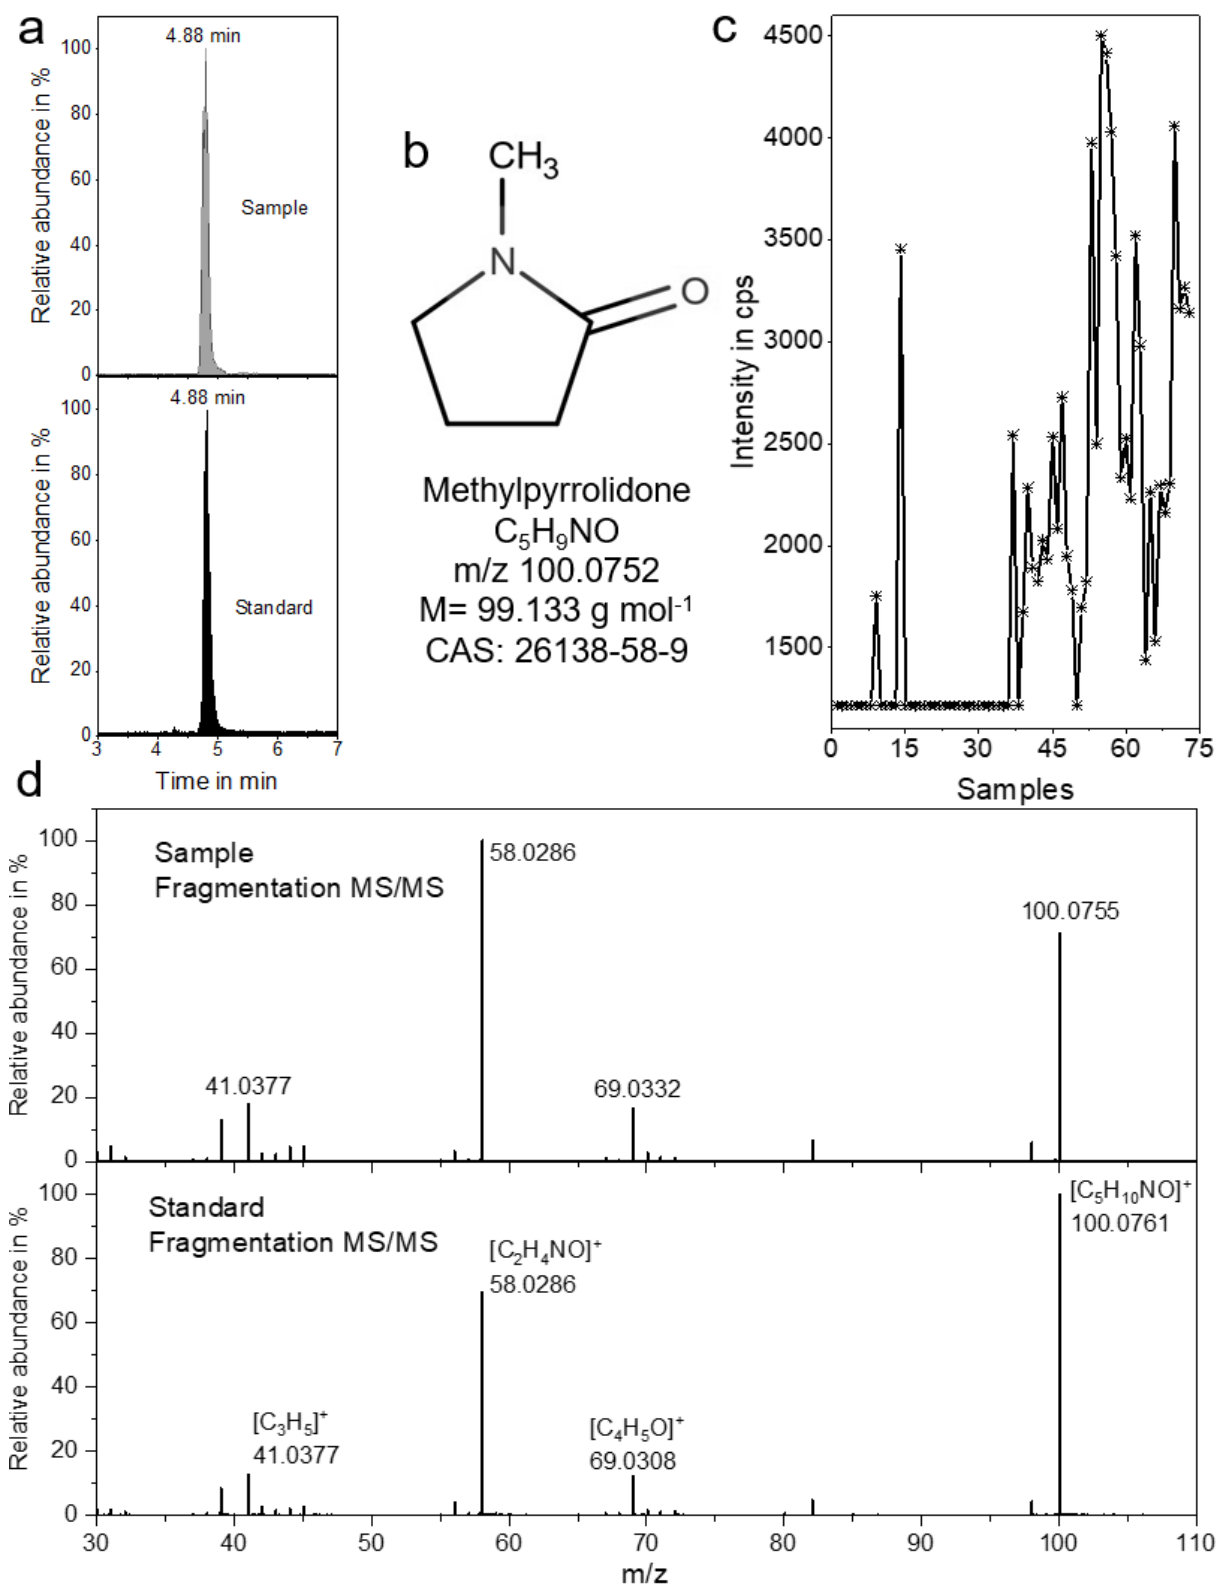 a
4.88 min
100
80
60
40
20
0
Relative abundance in %
Sample
4.88 min
100
80
60
40
20
0
Relative abundance in %
Standard
3 4 5 6 7
Time in min
b
CH3
N
O
Methylpyrrolidone
C5H9NO
m/z 100.0752
M= 99.133 g mol-1
CAS: 26138-58-9
c
4500
4000
3500
3000
2500
2000
1500
Intensity in cps
0 15 30 45 60 75
Samples
d
100
80
60
40
20
0
Relative abundance in %
Sample
Fragmentation MS/MS
58.0286
100.0755
41.0377
69.0332
100
80
60
40
20
0
Relative abundance in %
Standard
Fragmentation MS/MS
[C5H10NO]+
100.0761
[C2H4NO]+
58.0286
[C3H5]+
41.0377
[C4H5O]+
69.0308
30 40 50 60 70 80 90 100 110
m/z